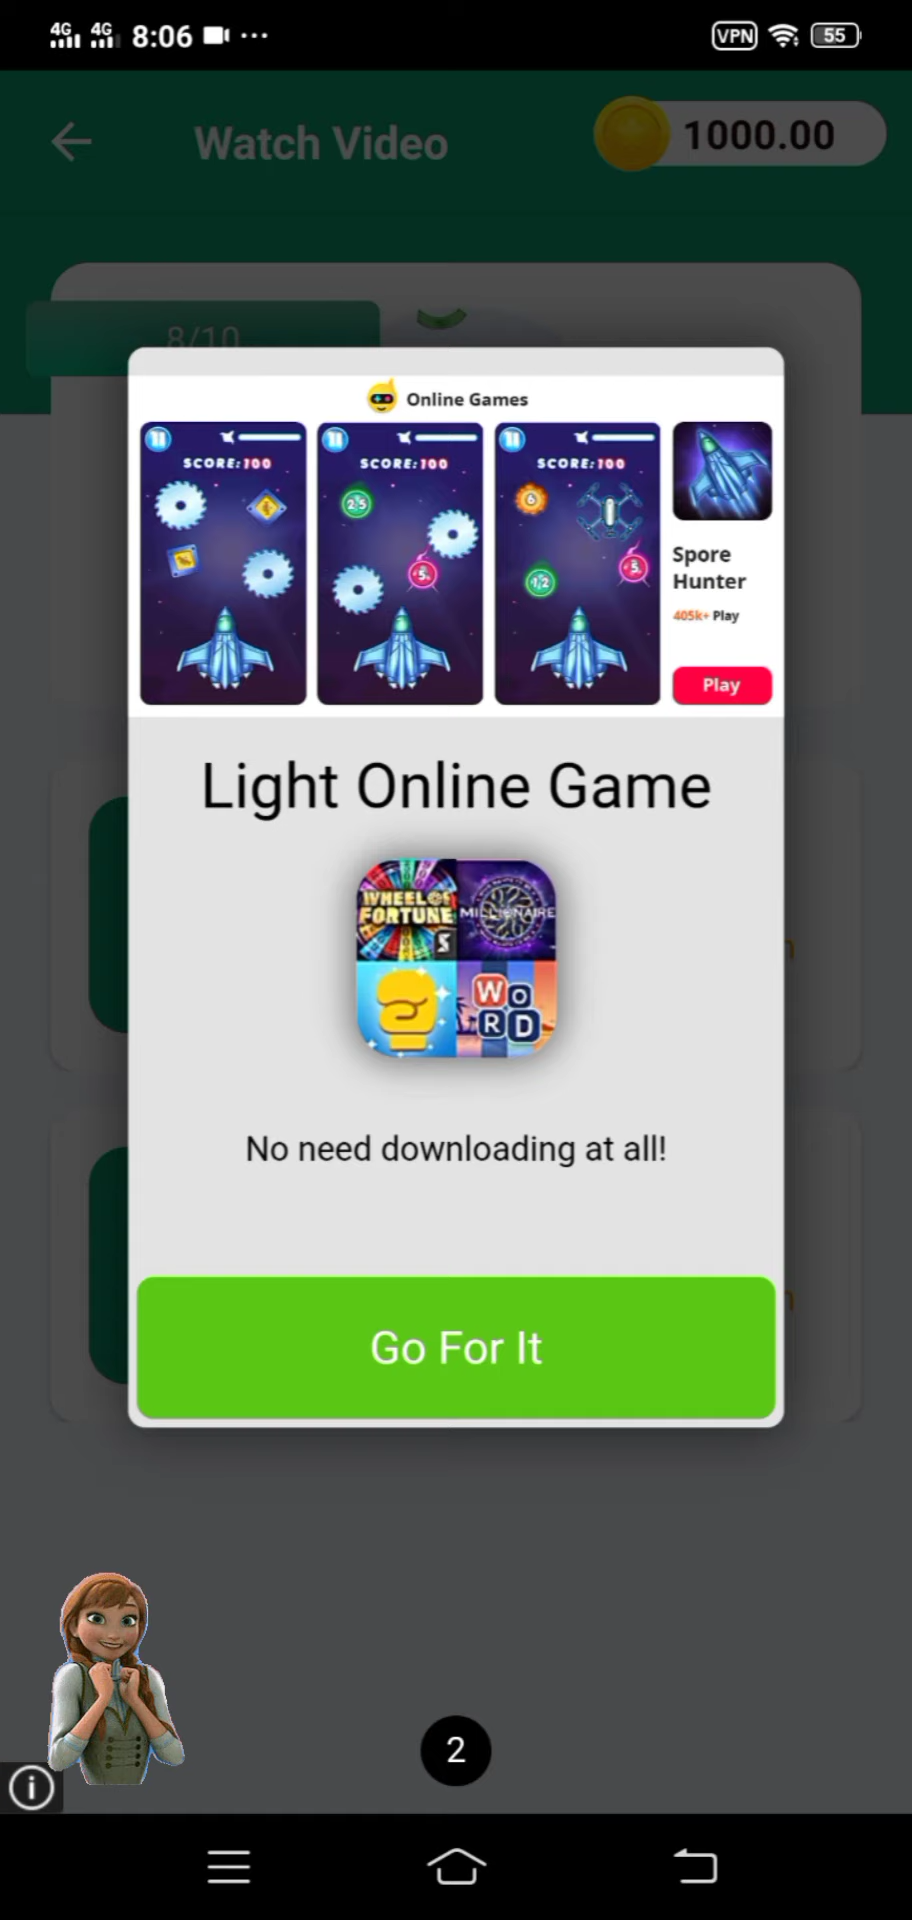 4G 4G 8:06 VPN 55
Watch Video 1000.00
8/10
Online Games
SCORE:100 SCORE:100 SCORE:100
Spore
Hunter
405k+ Play
Play
Light Online Game
WHEEL OF
FORTUNE
MILLIONAIRE
WO
RD
No need downloading at all!
Go For It
2